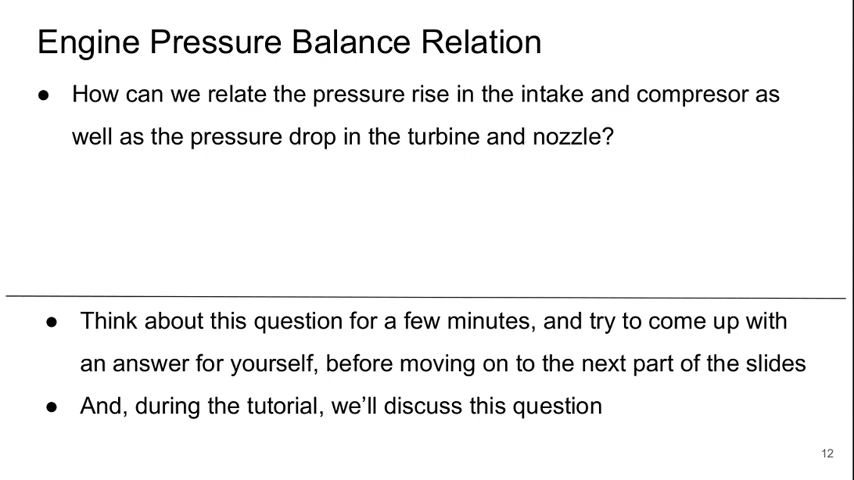 Engine Pressure Balance Relation
● How can we relate the pressure rise in the intake and compresor as
well as the pressure drop in the turbine and nozzle?
● Think about this question for a few minutes, and try to come up with
an answer for yourself, before moving on to the next part of the slides
● And, during the tutorial, we’ll discuss this question
12